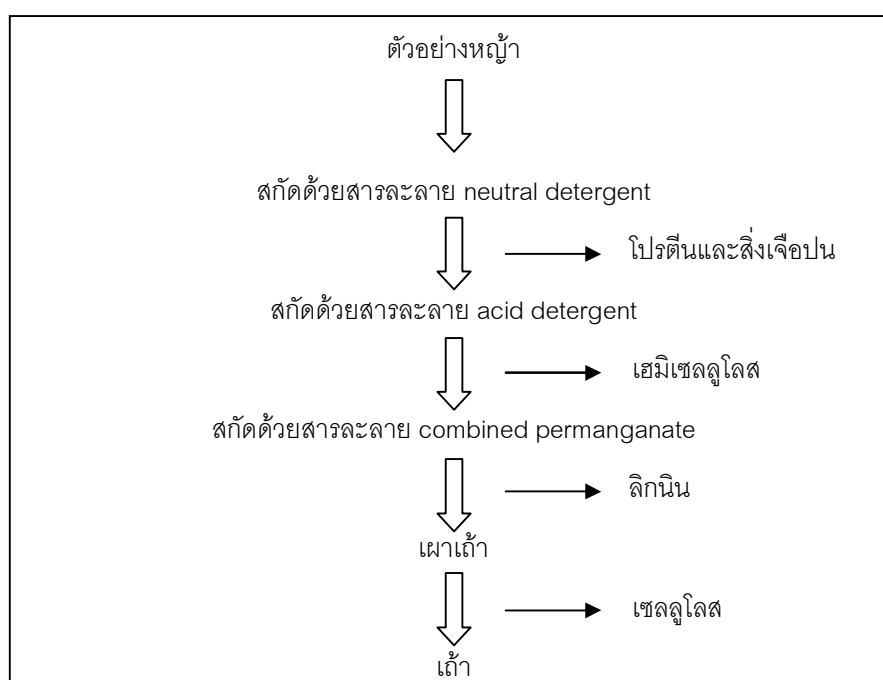 ตัวอย่างหญ้า
สกัดด้วยสารละลาย neutral detergent
โปรตีนและสิ่งเจือปน
สกัดด้วยสารละลาย acid detergent
เฮมิเซลลูโลส
สกัดด้วยสารละลาย combined permanganate
ลิกนิน
เผาเถ้า
เซลลูโลส
เถ้า